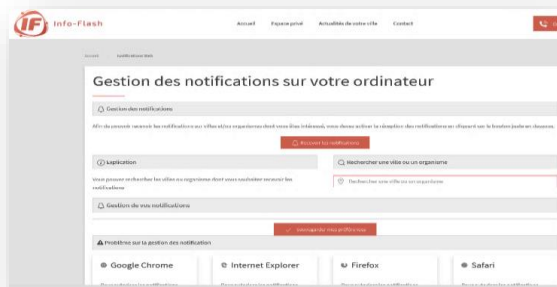 IF Info-Flash
Accueil Espace privé Actualités de votre ville Contact
Accueil
Gestion des notifications sur votre ordinateur
Gestion des notifications
Afin de pouvoir recevoir les notifications sur villes et/ou organismes dont vous êtes intéressé, vous devez activer la réception des notifications en cliquant sur le bouton juste en dessous
Recevoir les notifications
Explication
Rechercher une ville ou un organisme
Vous pouvez rechercher les villes ou organisme dont vous souhaitez recevoir les
notifications
Rechercher une ville ou un organisme
Gestion de vos notifications
Sauvegarder mes préférences
Problème sur la gestion des notification
Google Chrome
Internet Explorer
Firefox
Safari